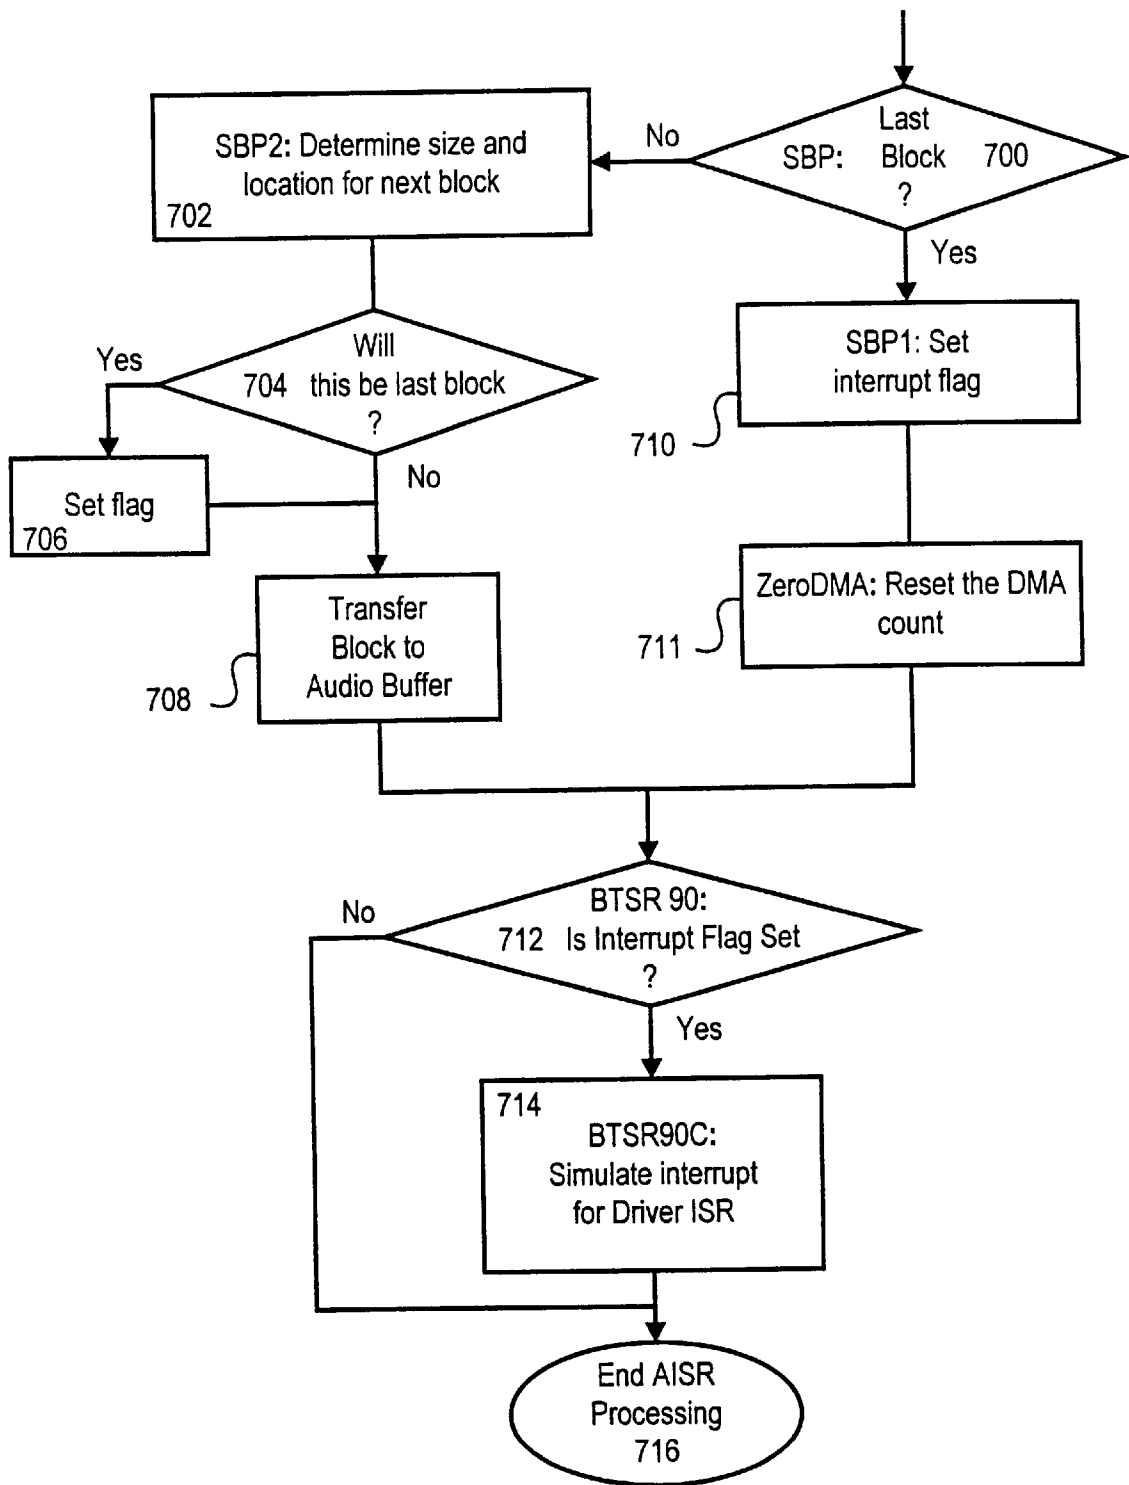 Last
SBP: Block 700
?
No
Yes
SBP2: Determine size and
location for next block
702
Will
704 this be last block
?
Yes
No
SBP1: Set
interrupt flag
710
Set flag
706
Transfer
Block to
Audio Buffer
708
ZeroDMA: Reset the DMA
count
711
BTSR 90:
712 Is Interrupt Flag Set
?
No
Yes
714
BTSR90C:
Simulate interrupt
for Driver ISR
End AISR
Processing
716